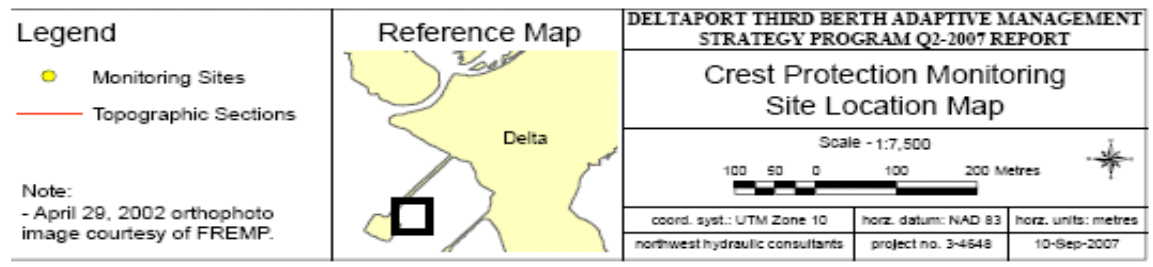 Legend
Monitoring Sites
Topographic Sections
Note:
- April 29, 2002 orthophoto
image courtesy of FREMP.
Reference Map
Delta
DELTAPORT THIRD BERTH ADAPTIVE MANAGEMENT
STRATEGY PROGRAM Q2-2007 REPORT
Crest Protection Monitoring
Site Location Map
Scale - 1:7,500
100 50 0 100 200 Metres
coord. syst.: UTM Zone 10 horz. datum: NAD 83 horz. units: metres
northwest hydraulic consultants project no. 3-4648 10-Sep-2007